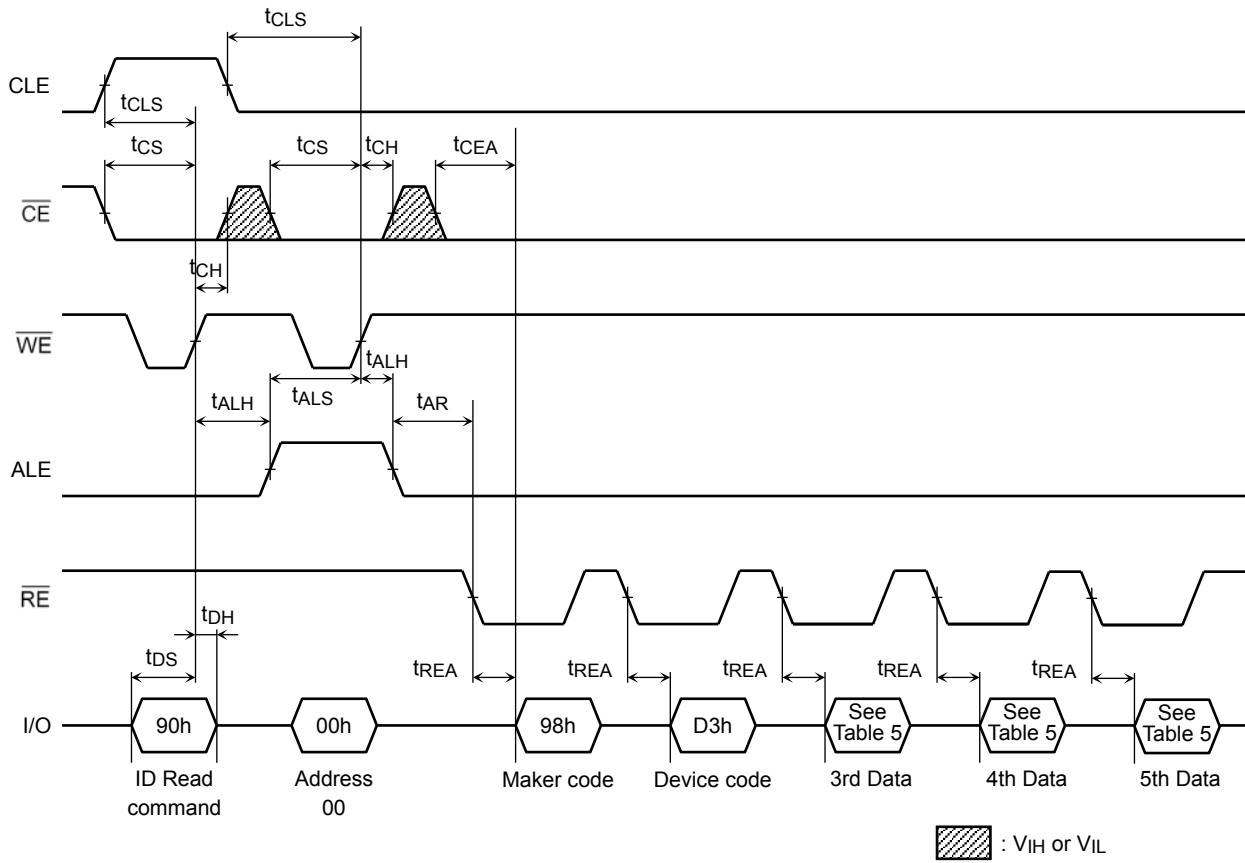 tCLS
CLE
tCLS
tCS
tCS
tCH
tCEA
CE
tCH
WE
tALH
tALH
tALS
tAR
ALE
RE
tDH
tDS
tREA
tREA
tREA
tREA
tREA
I/O
90h
00h
98h
D3h
See
Table 5
See
Table 5
See
Table 5
ID Read
command
Address
00
Maker code
Device code
3rd Data
4th Data
5th Data
: VIH or VIL